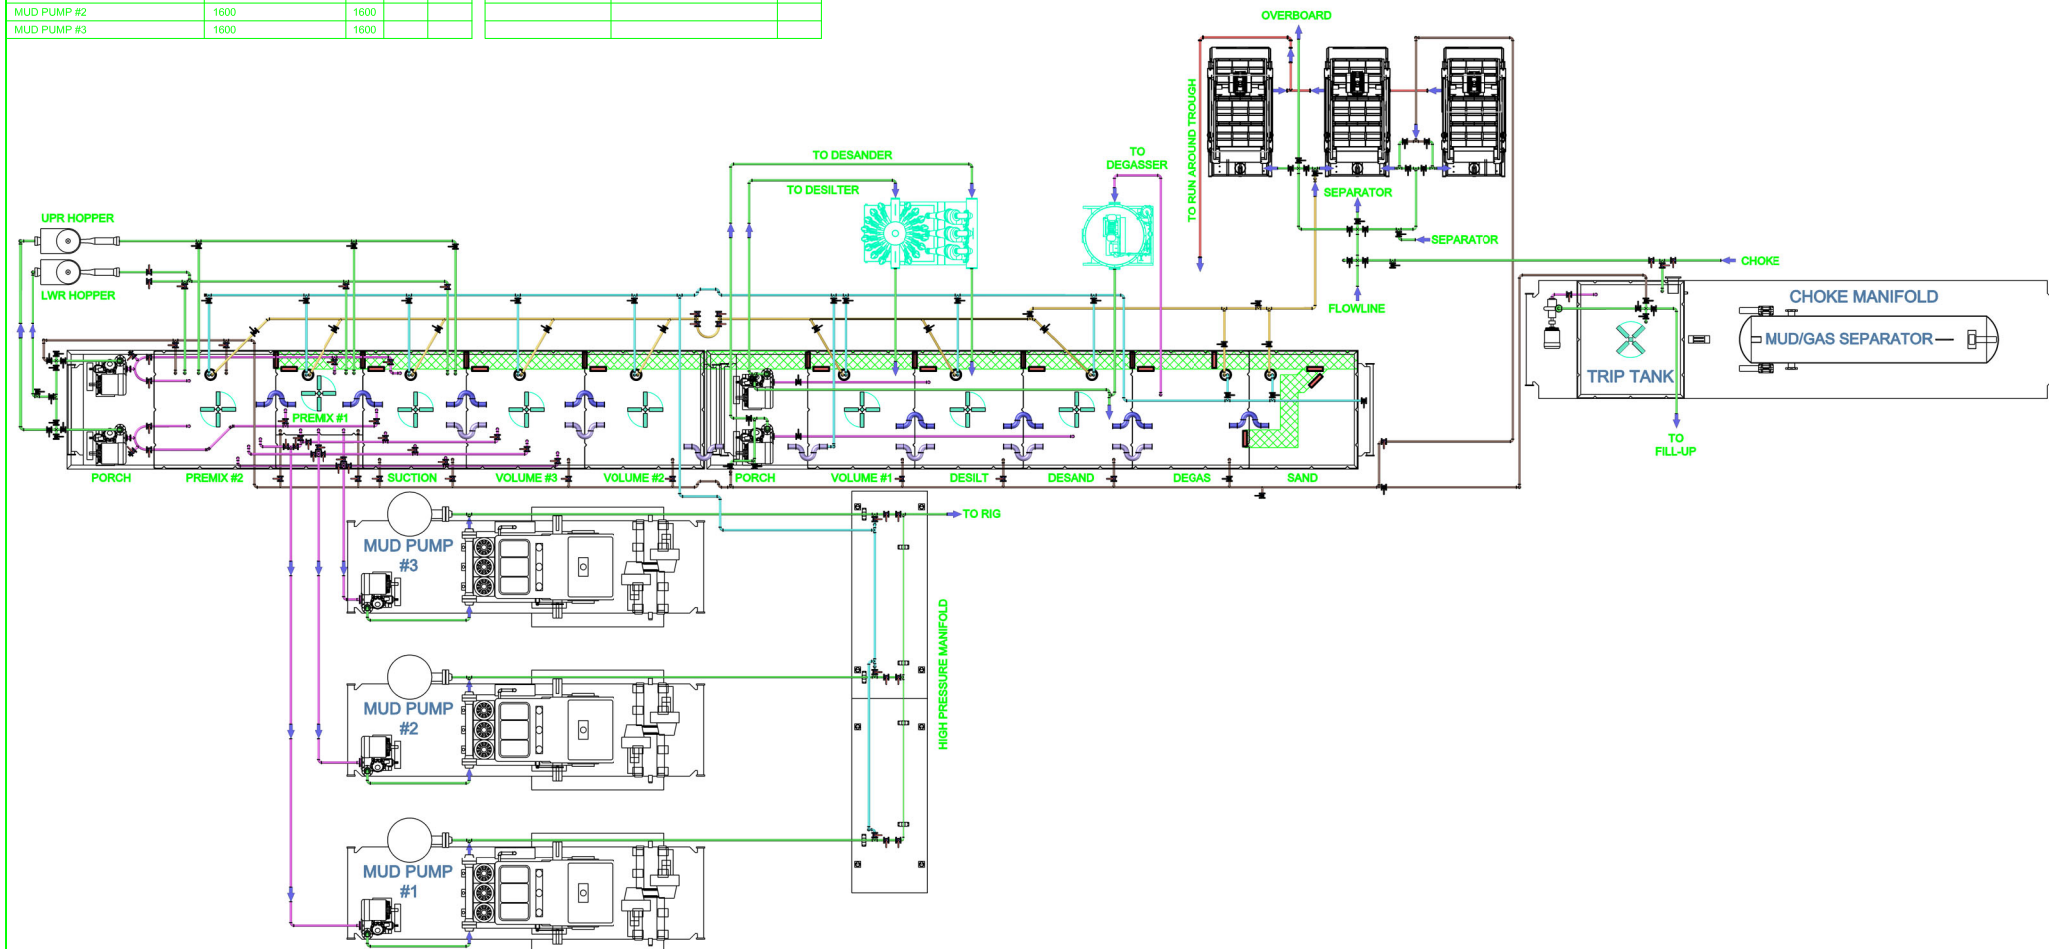 MUD PUMP #2 1600 1600
MUD PUMP #3 1600 1600
OVERBOARD
TO RUN AROUND TROUGH
TO DESANDER
TO
DEGASSER
TO DESILTER
SEPARATOR
UPR HOPPER
SEPARATOR
CHOKE
LWR HOPPER
FLOWLINE
CHOKE MANIFOLD
MUD/GAS SEPARATOR
TRIP TANK
PREMIX #1
TO
FILL-UP
PORCH
PREMIX #2
SUCTION
VOLUME #3
VOLUME #2
PORCH
VOLUME #1
DESILT
DESAND
DEGAS
SAND
TO RIG
MUD PUMP
#3
HIGH PRESSURE MANIFOLD
MUD PUMP
#2
MUD PUMP
#1